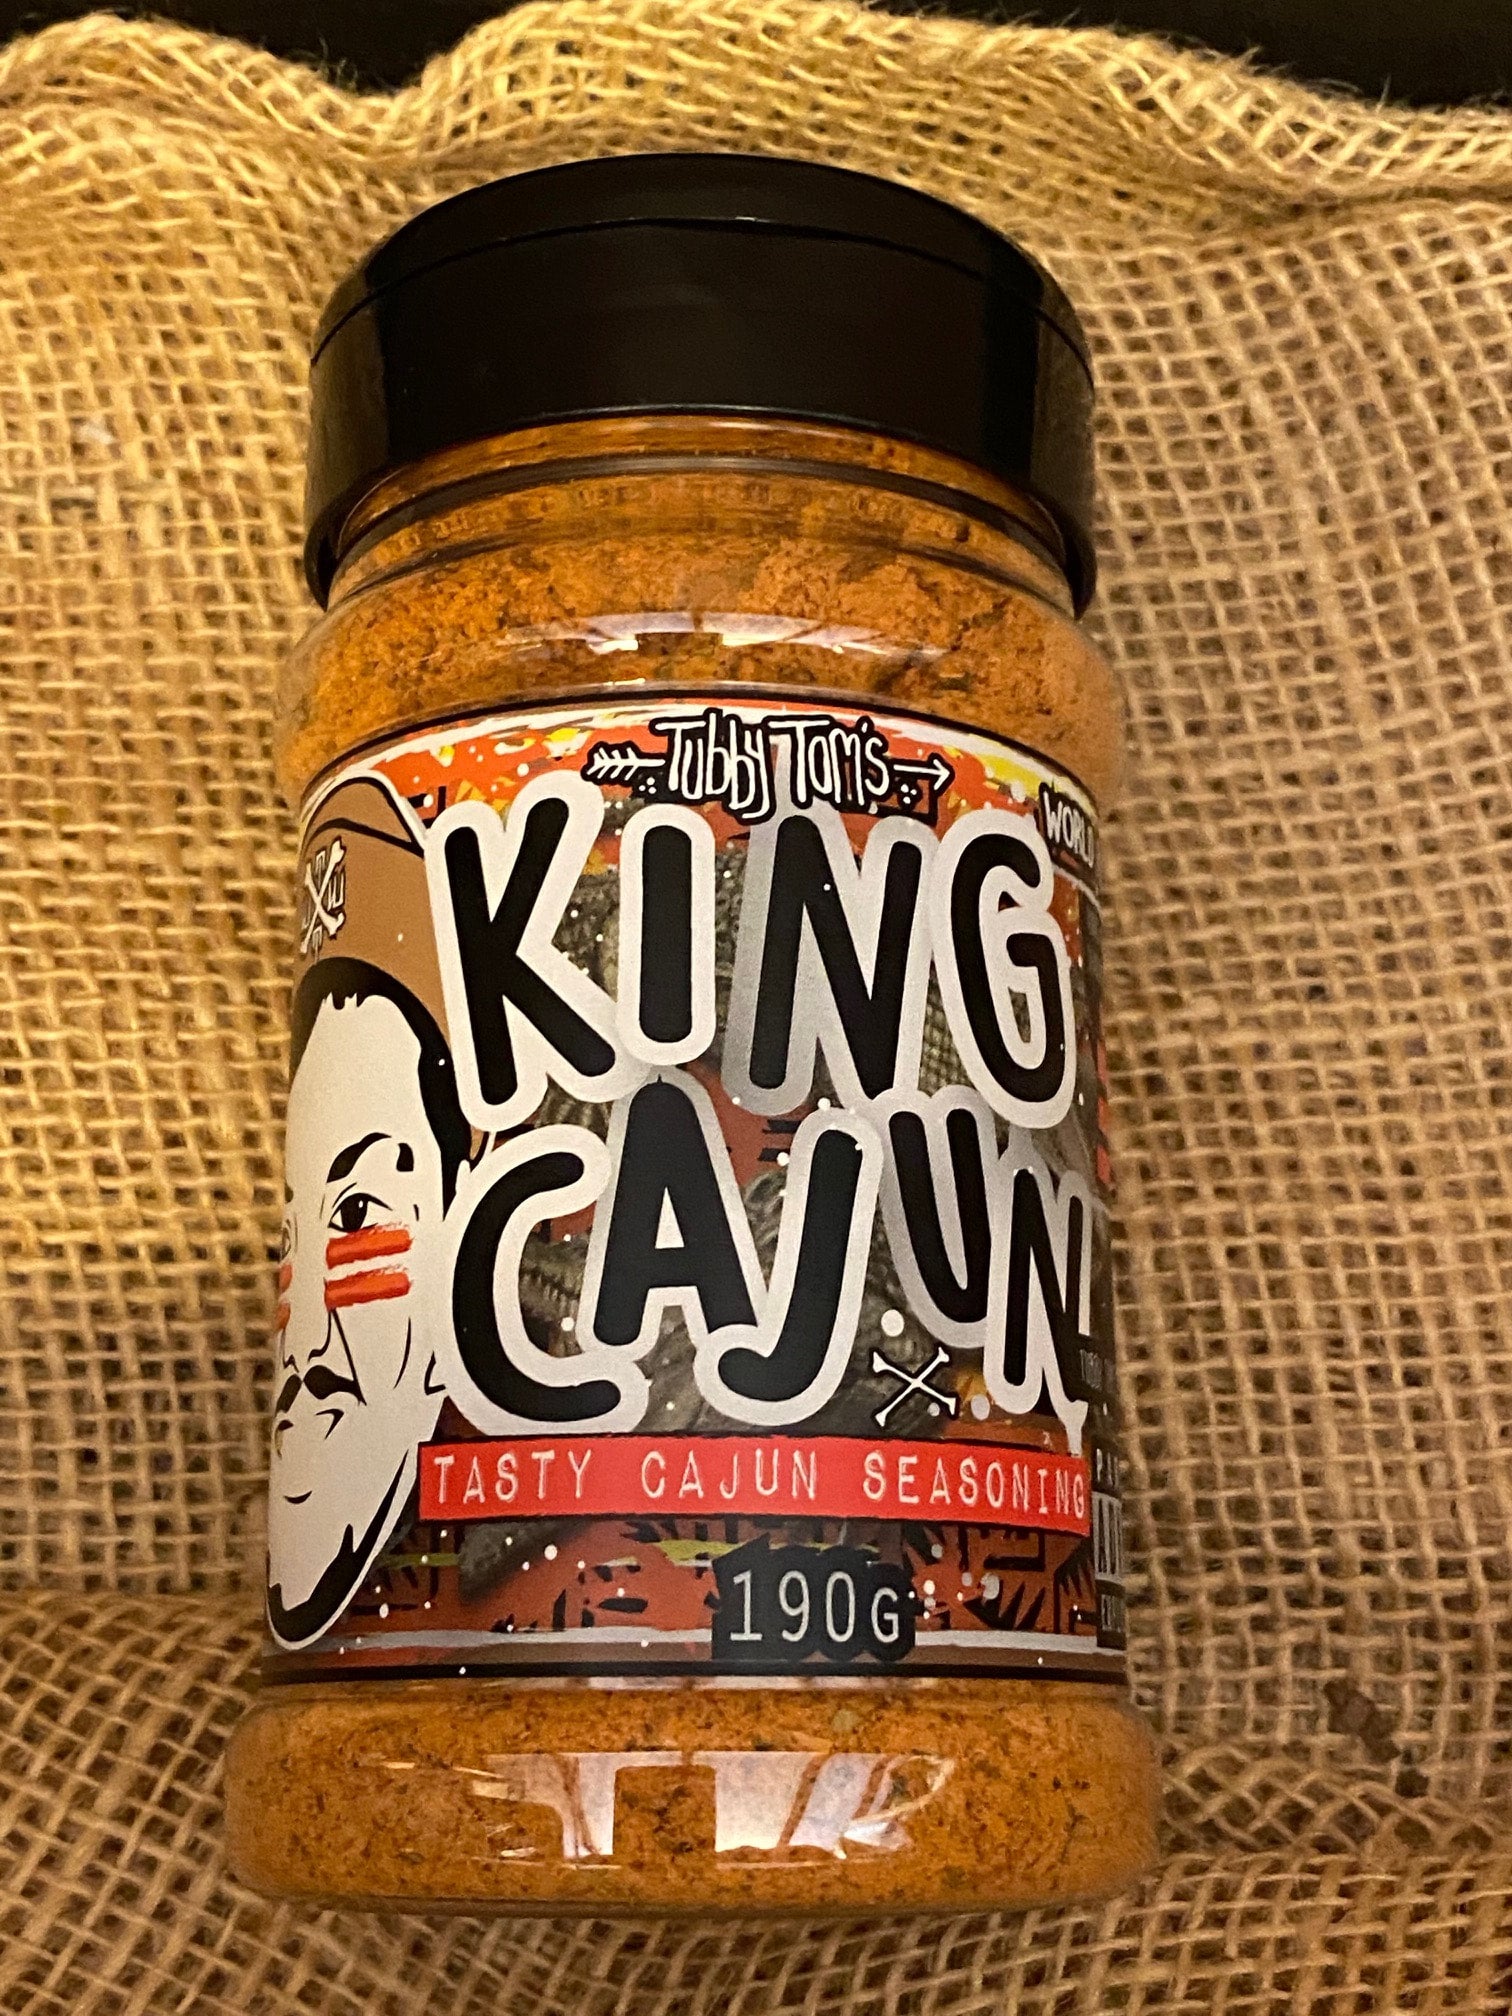 Tubby Tom's
KING
CAJUN
TASTY CAJUN SEASONING
190G